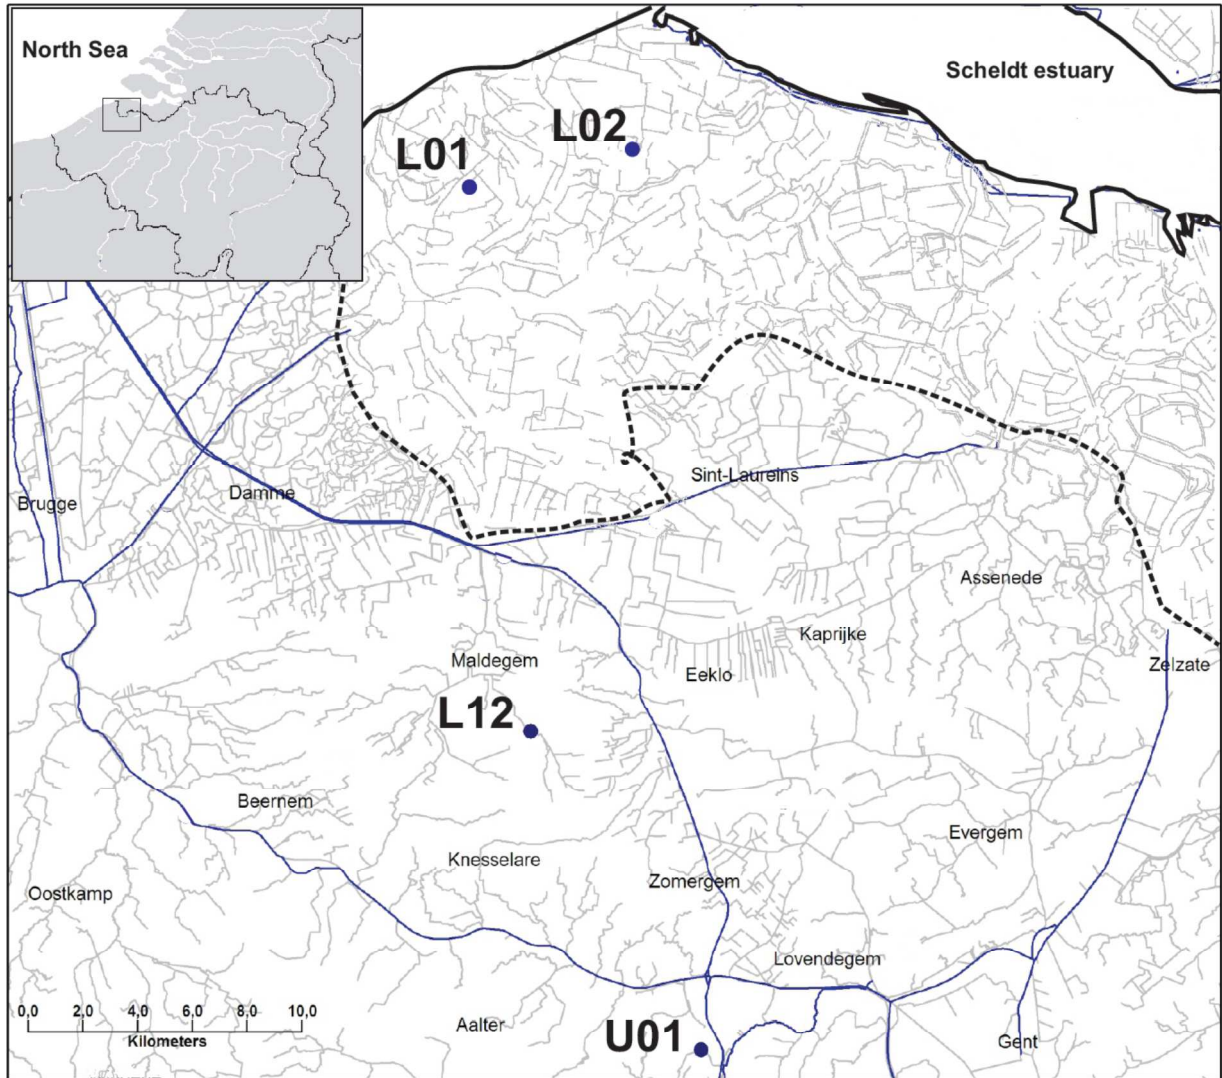 North Sea
Scheldt estuary
L02
L01
Sint-Laureins
Damme
Brugge
Assenede
Kaprijke
Maldegem
Zelzate
Eeklo
L12
Beernem
Evergem
Knesselare
Zomergem
Oostkamp
Lovendegem
0,0 2,0 4,0 6,0 8,0 10,0
Kilometers
Aalter
U01
Gent